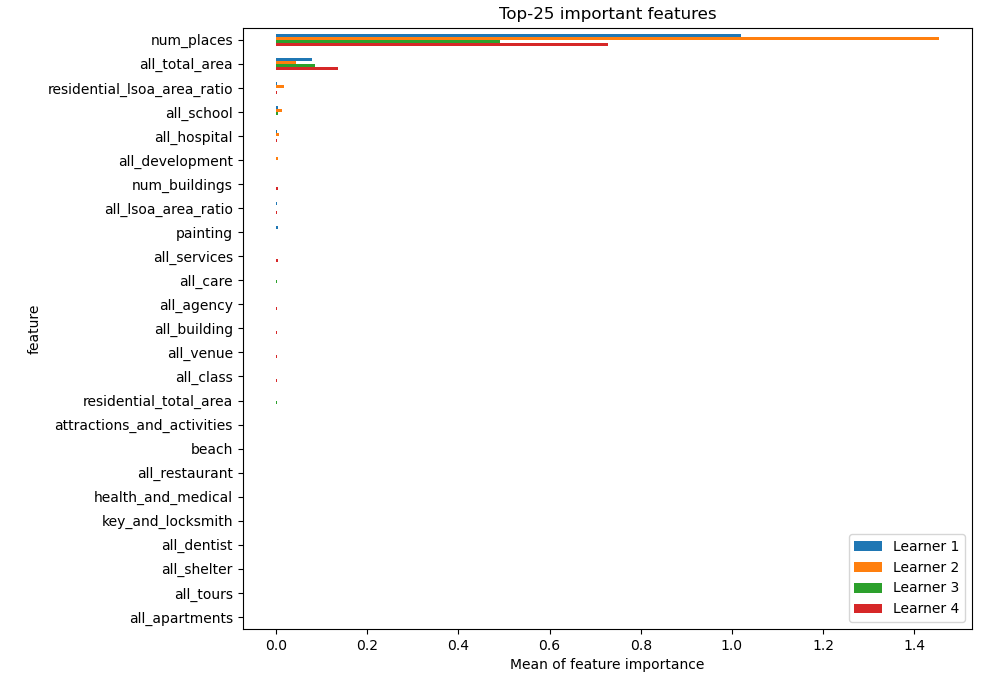 Top-25 important features
num_places
all_total_area
residential_lsoa_area_ratio
all_school
all_hospital
all_development
num_buildings
all_lsoa_area_ratio
painting
all_services
all_care
all_agency
all_building
all_venue
all_class
residential_total_area
attractions_and_activities
beach
all_restaurant
health_and_medical
key_and_locksmith
all_dentist
all_shelter
all_tours
all_apartments
feature
Learner 1
Learner 2
Learner 3
Learner 4
0.0 0.2 0.4 0.6 0.8 1.0 1.2 1.4
Mean of feature importance